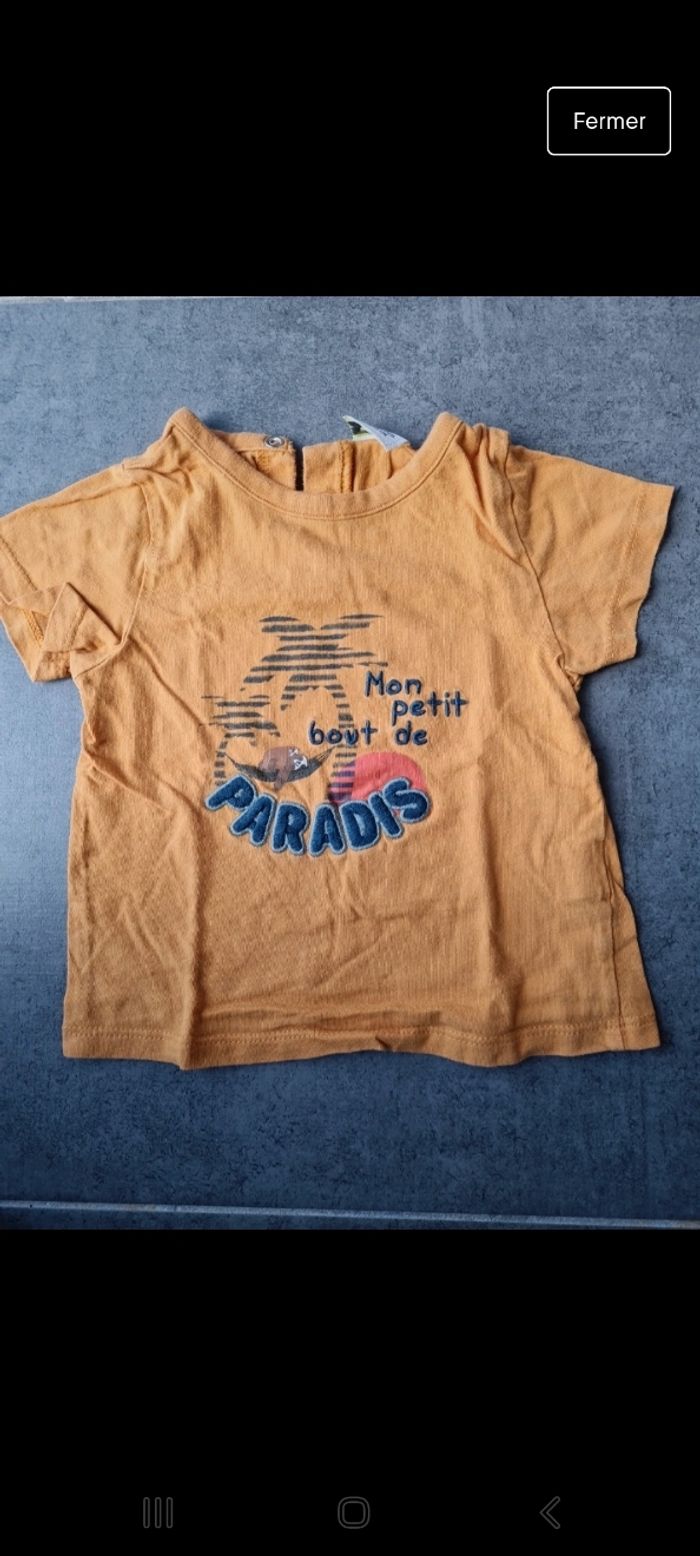 Fermer
Mon
petit
bout de
PARADIS